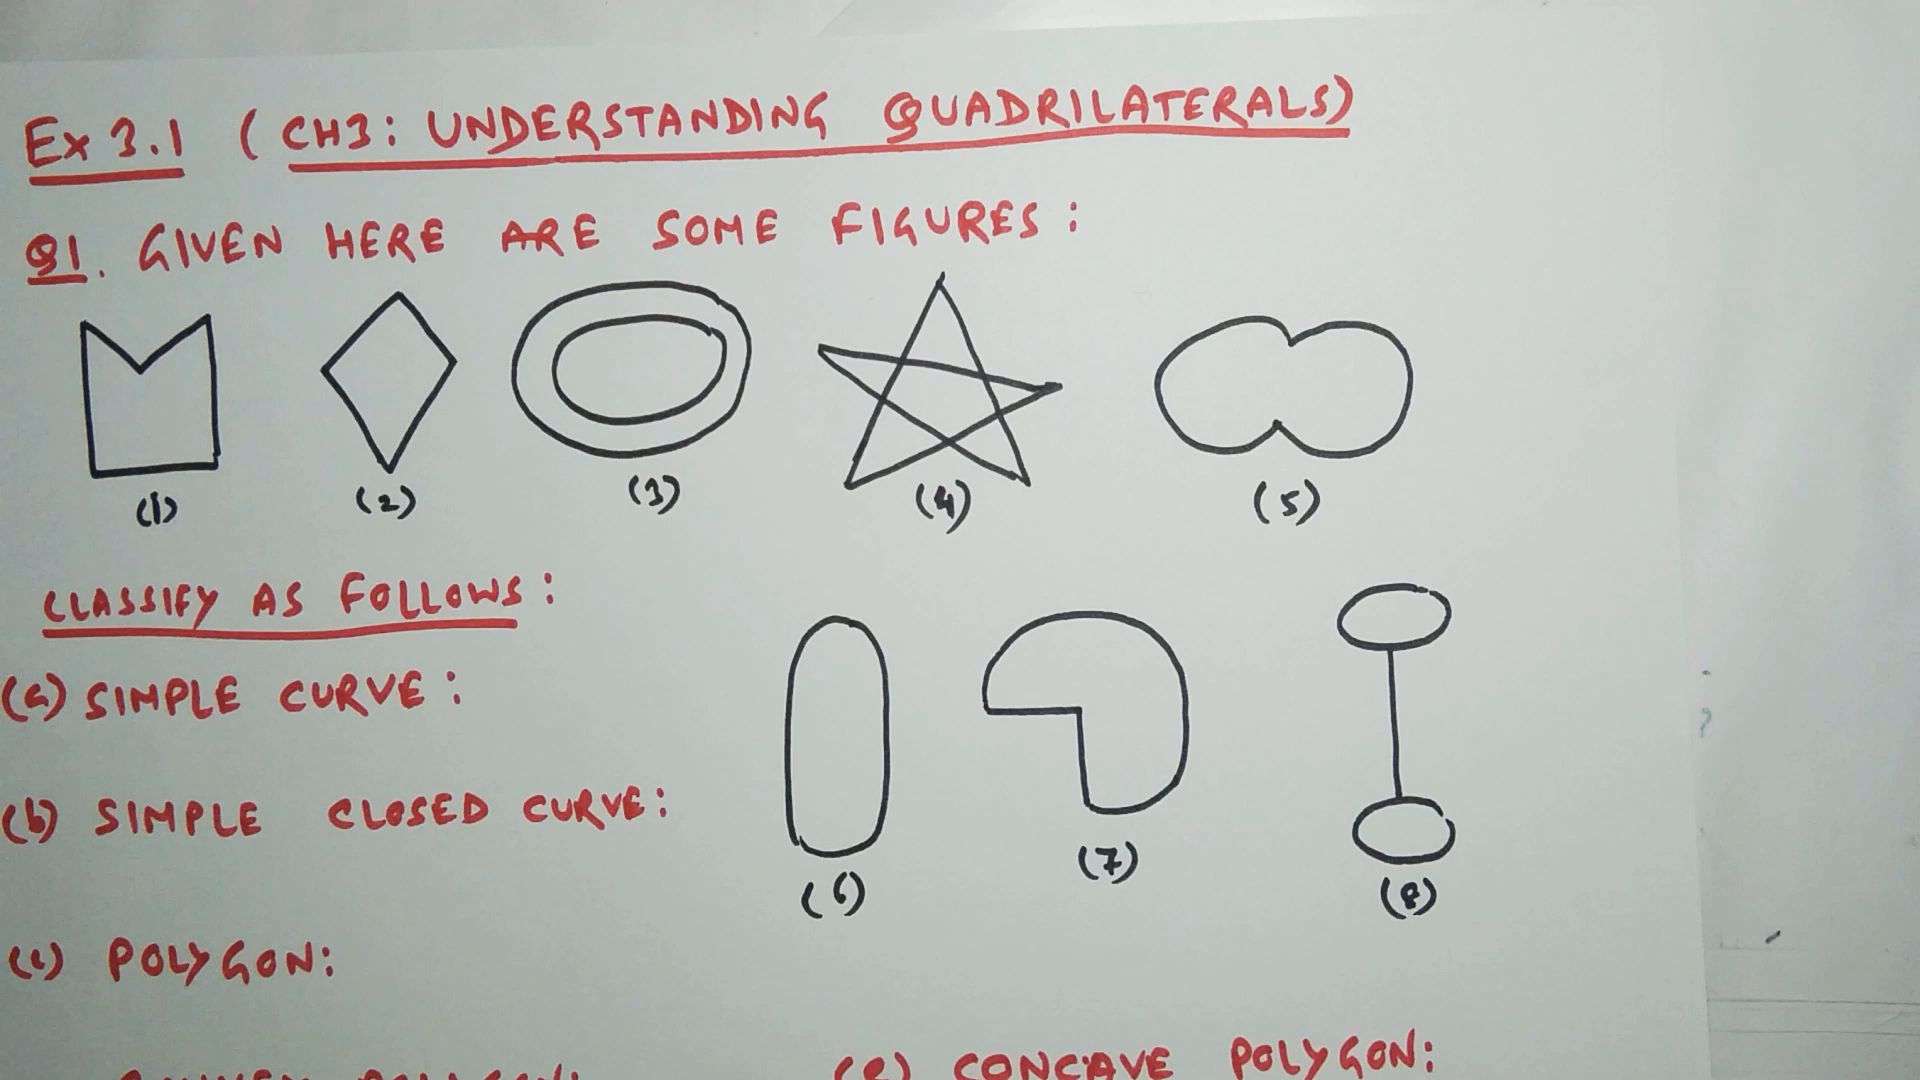 Ex 3.1 (CH3: UNDERSTANDING QUADRILATERALS)
Q1. GIVEN HERE ARE SOME FIGURES:
(1) (2) (3) (4) (5)
CLASSIFY AS FOLLOWS:
(a) SIMPLE CURVE:
(b) SIMPLE CLOSED CURVE:
(6) (7) (8)
(c) POLYGON:
(e) CONCAVE POLYGON: